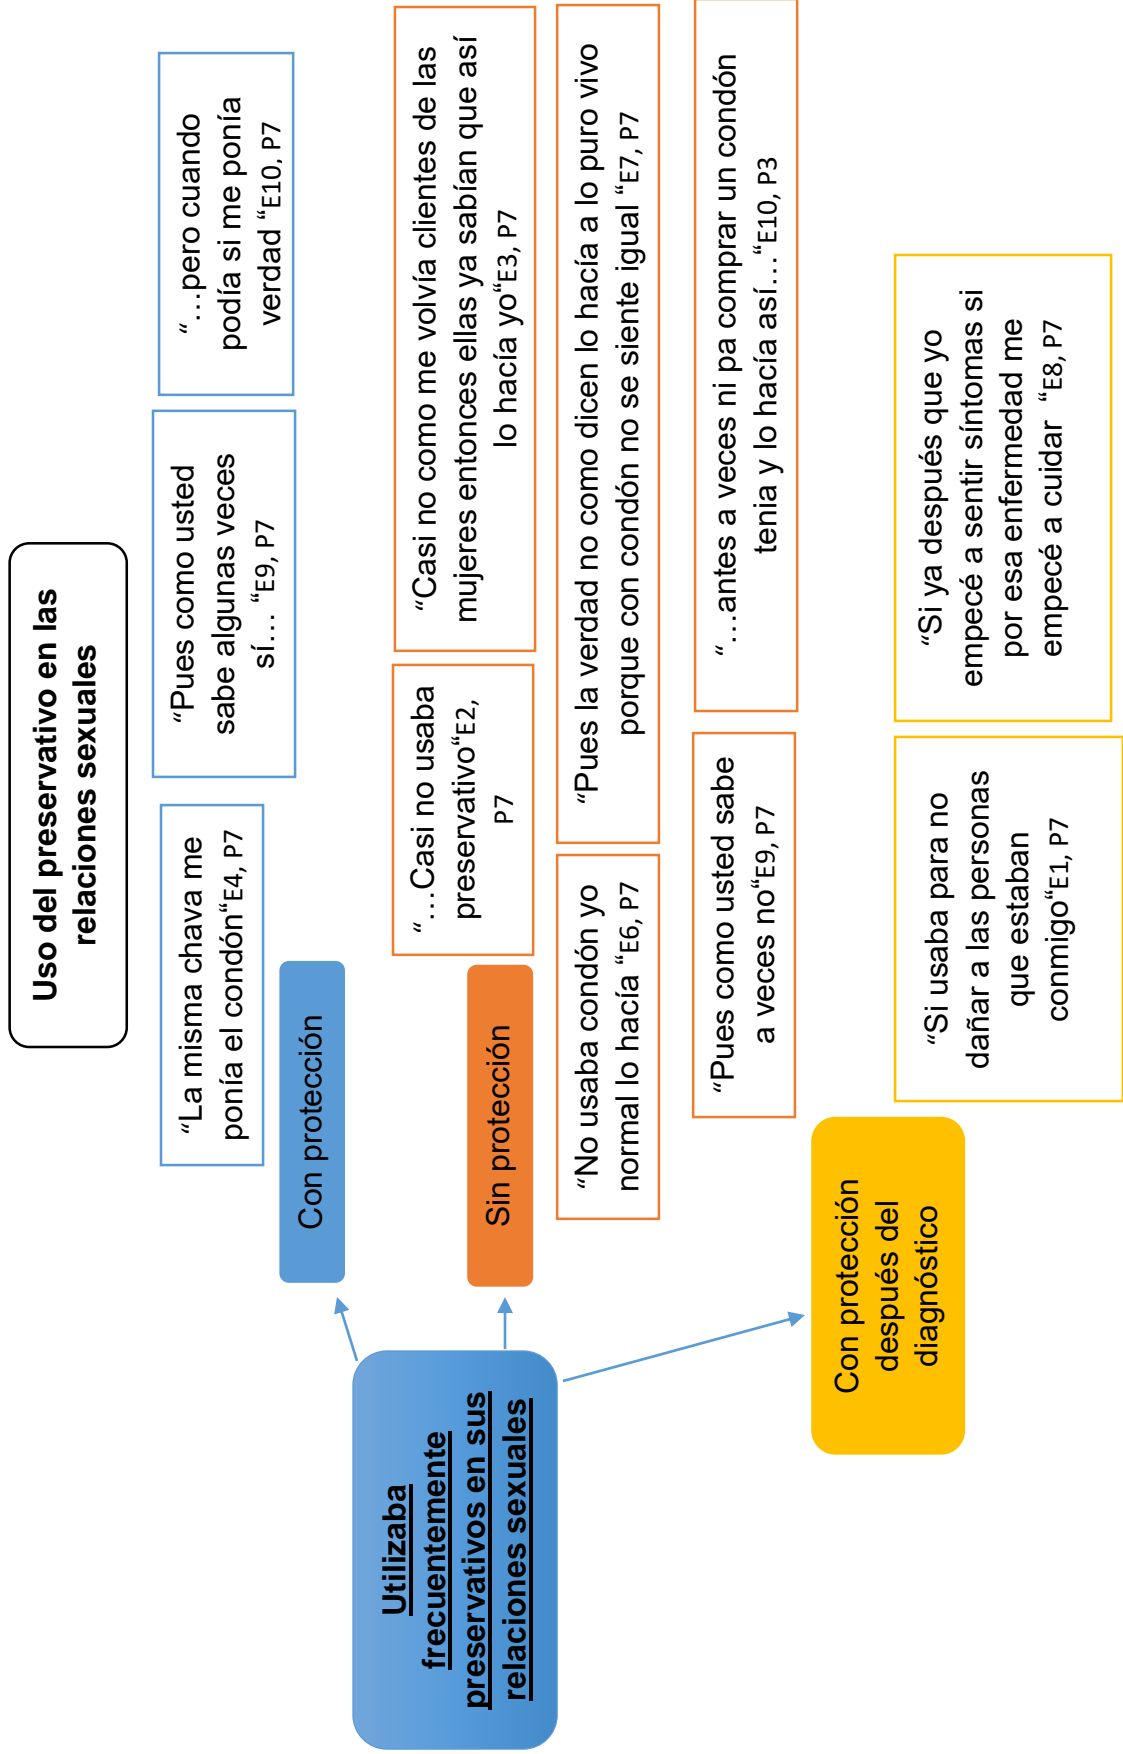 Uso del preservativo en las
relaciones sexuales
“La misma chava me
ponía el condón“E4, P7
“Pues como usted
sabe algunas veces
sí… “E9, P7
“…pero cuando
podía si me ponía
verdad “E10, P7
Con protección
“…Casi no usaba
preservativo“E2,
P7
“Casi no como me volvía clientes de las
mujeres entonces ellas ya sabían que así
lo hacía yo“E3, P7
Sin protección
“No usaba condón yo
normal lo hacía “E6, P7
“Pues la verdad no como dicen lo hacía a lo puro vivo
porque con condón no se siente igual “E7, P7
“Pues como usted sabe
a veces no“E9, P7
“…antes a veces ni pa comprar un condón
tenia y lo hacía así…“E10, P3
Utilizaba
frecuentemente
preservativos en sus
relaciones sexuales
Con protección
después del
diagnóstico
“Si usaba para no
dañar a las personas
que estaban
conmigo“E1, P7
“Si ya después que yo
empecé a sentir síntomas si
por esa enfermedad me
empecé a cuidar “E8, P7